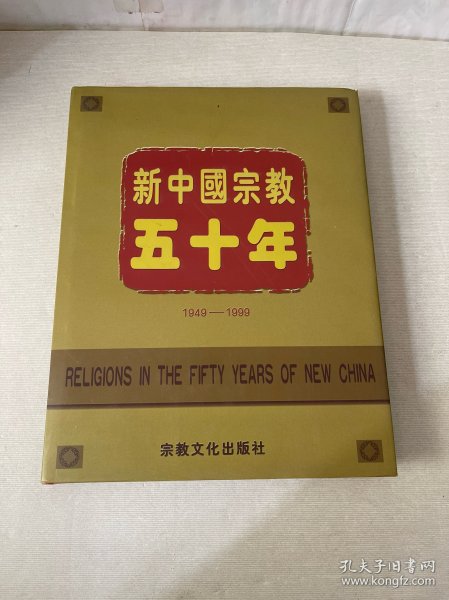 新中國宗教
五十年
1949—1999
RELIGIONS IN THE FIFTY YEARS OF NEW CHINA
宗教文化出版社
孔夫子旧书网
www.kongfz.com